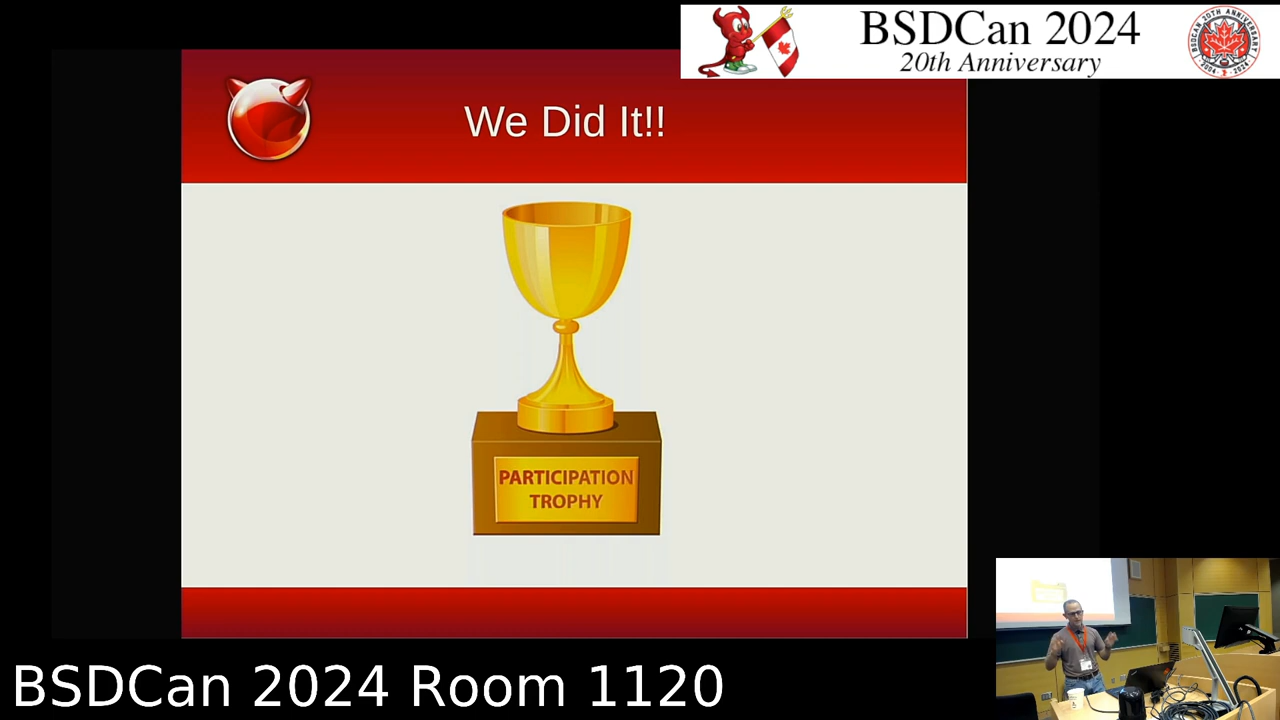 BSDCan 2024
20th Anniversary
We Did It!!
PARTICIPATION
TROPHY
BSDCan 2024 Room 1120